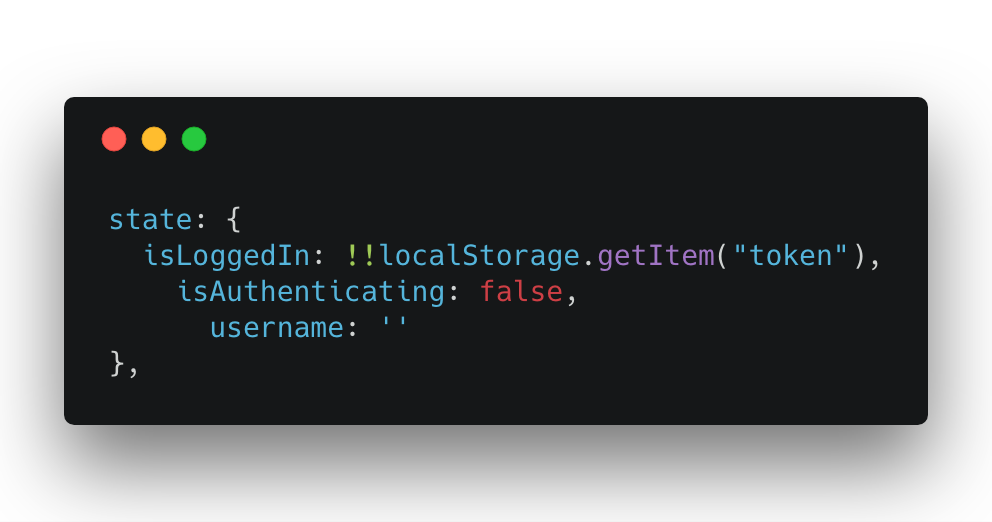 state: {
  isLoggedIn: !!localStorage.getItem("token"),
    isAuthenticating: false,
      username: ''
},